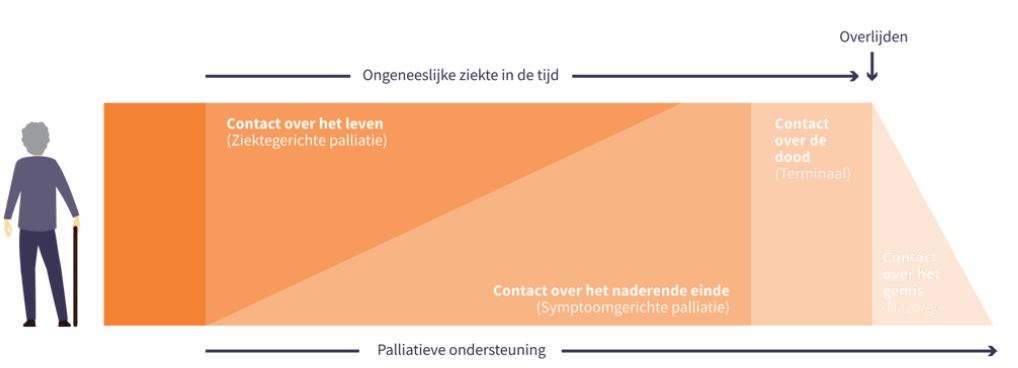 Overlijden
Ongeneeslijke ziekte in de tijd
Contact over het leven
(Ziektegerichte palliatie)
Contact
over de
dood
(Terminaal)
Contact
over het
gemis
(Nazorg)
Contact over het naderende einde
(Symptoomgerichte palliatie)
Palliatieve ondersteuning